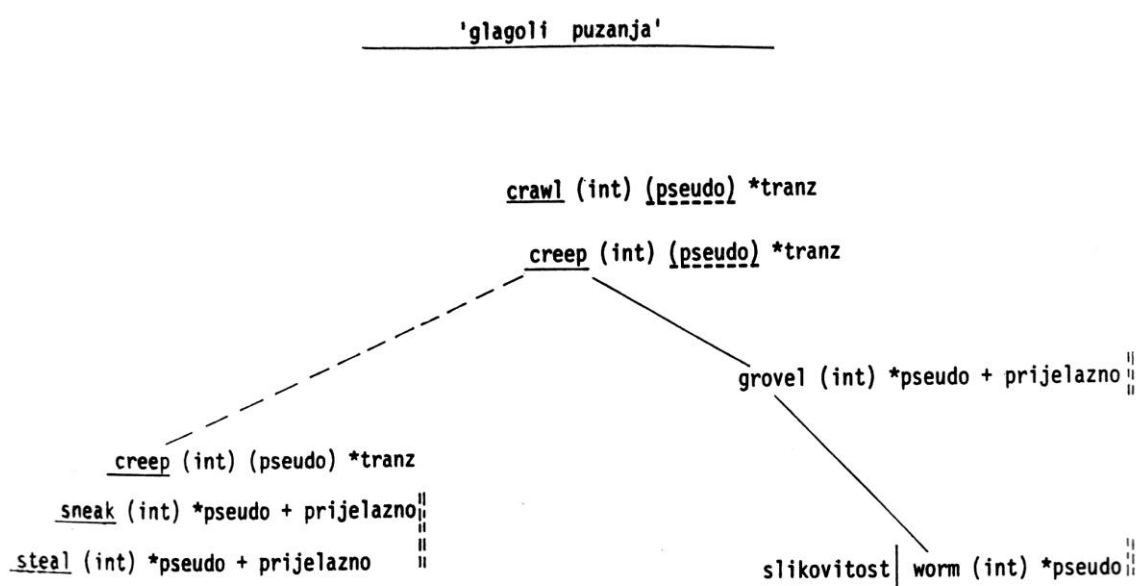 'glagoli puzanja'
crawl (int) (pseudo) *tranz
creep (int) (pseudo) *tranz
grovel (int) *pseudo + prijelazno
creep (int) (pseudo) *tranz
sneak (int) *pseudo + prijelazno
steal (int) *pseudo + prijelazno
slikovitost| worm (int) *pseudo